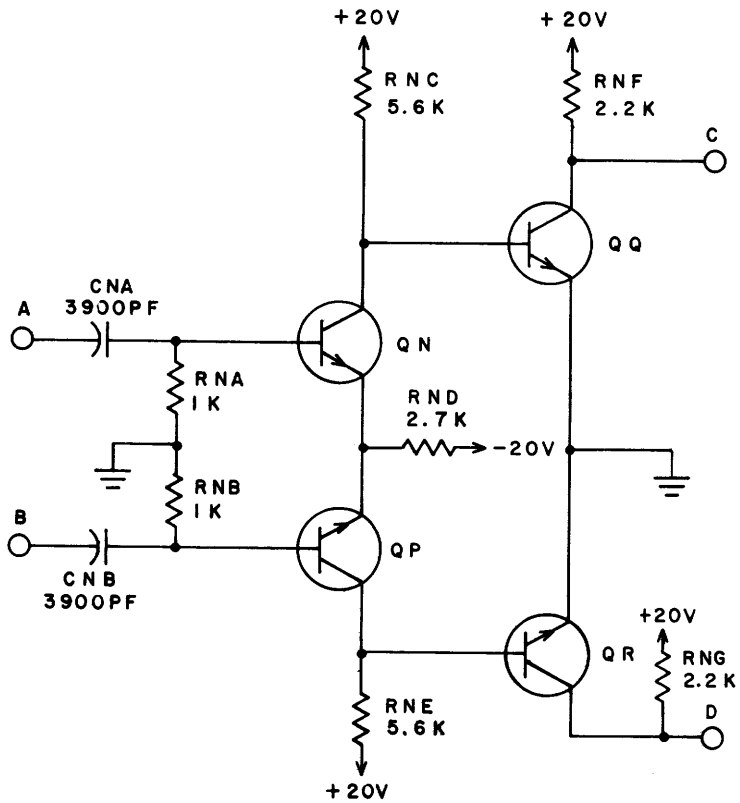 +20V
+20V
RNC
5.6K
RNF
2.2K
C
QQ
CNA
3900PF
A
QN
RNA
1K
RND
2.7K
-20V
RNB
1K
B
QP
CNB
3900PF
+20V
QR
RNG
2.2K
RNE
5.6K
D
+20V